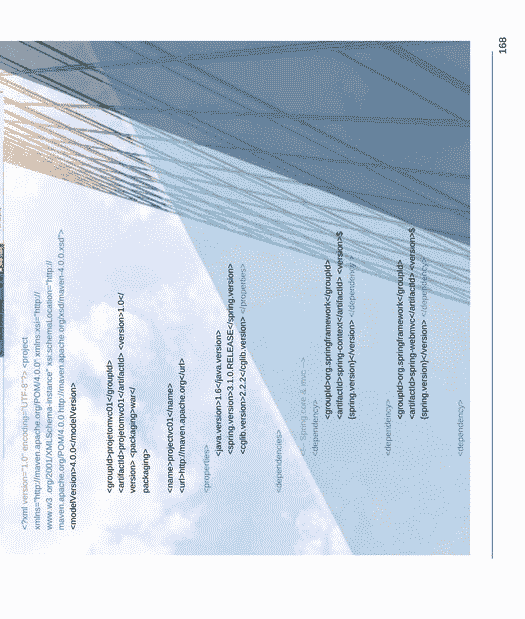 168
<?xml version="1.0" encoding="UTF-8"?> <project
xmlns="http://maven.apache.org/POM/4.0.0" xmlns:xsi="http://
www.w3 .org/2001/XMLSchema-instance" xsi:schemaLocation="http://
maven.apache.org/POM/4.0.0 http://maven.apache.org/xsd/maven-4.0.0.xsd">
<modelVersion>4.0.0</modelVersion>
<groupId>projetomvc01</groupId>
<artifactId>projetomvc01</artifactId> <version>1.0</
version> <packaging>war</
packaging>
<name>projectvc01</name>
<url>http://maven.apache.org</url>
<properties>
<java.version>1.6</java.version>
<spring.version>3.1.0.RELEASE</spring.version>
<cglib.version>2.2.2</cglib.version> </properties>
<dependencies>
<!-- Spring core & mvc -->
<dependency>
<groupId>org.springframework</groupId>
<artifactId>spring-context</artifactId> <version>$
{spring.version}</version> </dependency>
<dependency>
<groupId>org.springframework</groupId>
<artifactId>spring-webmvc</artifactId> <version>$
{spring.version}</version> </dependency>
<dependency>